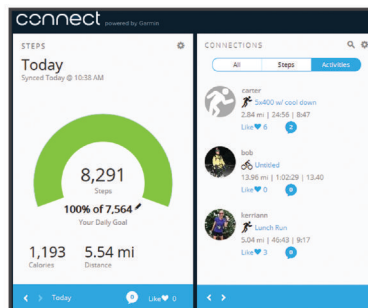 connect powered by Garmin
STEPS
Today
Synced Today @ 10:38 AM
8,291
Steps
100% of 7,564
Your Daily Goal
1,193
Calories
5.54 mi
Distance
< > Today 0 Like 0
CONNECTIONS
All Steps Activities
carter
5x400 w/ cool down
2.84 mi | 24:56 | 8:47
Like 6 2
bob
Untitled
13.96 mi | 1:02:29 | 13.40
Like 0 0
kerriann
Lunch Run
5.04 mi | 46:43 | 9:17
Like 3 0
< >